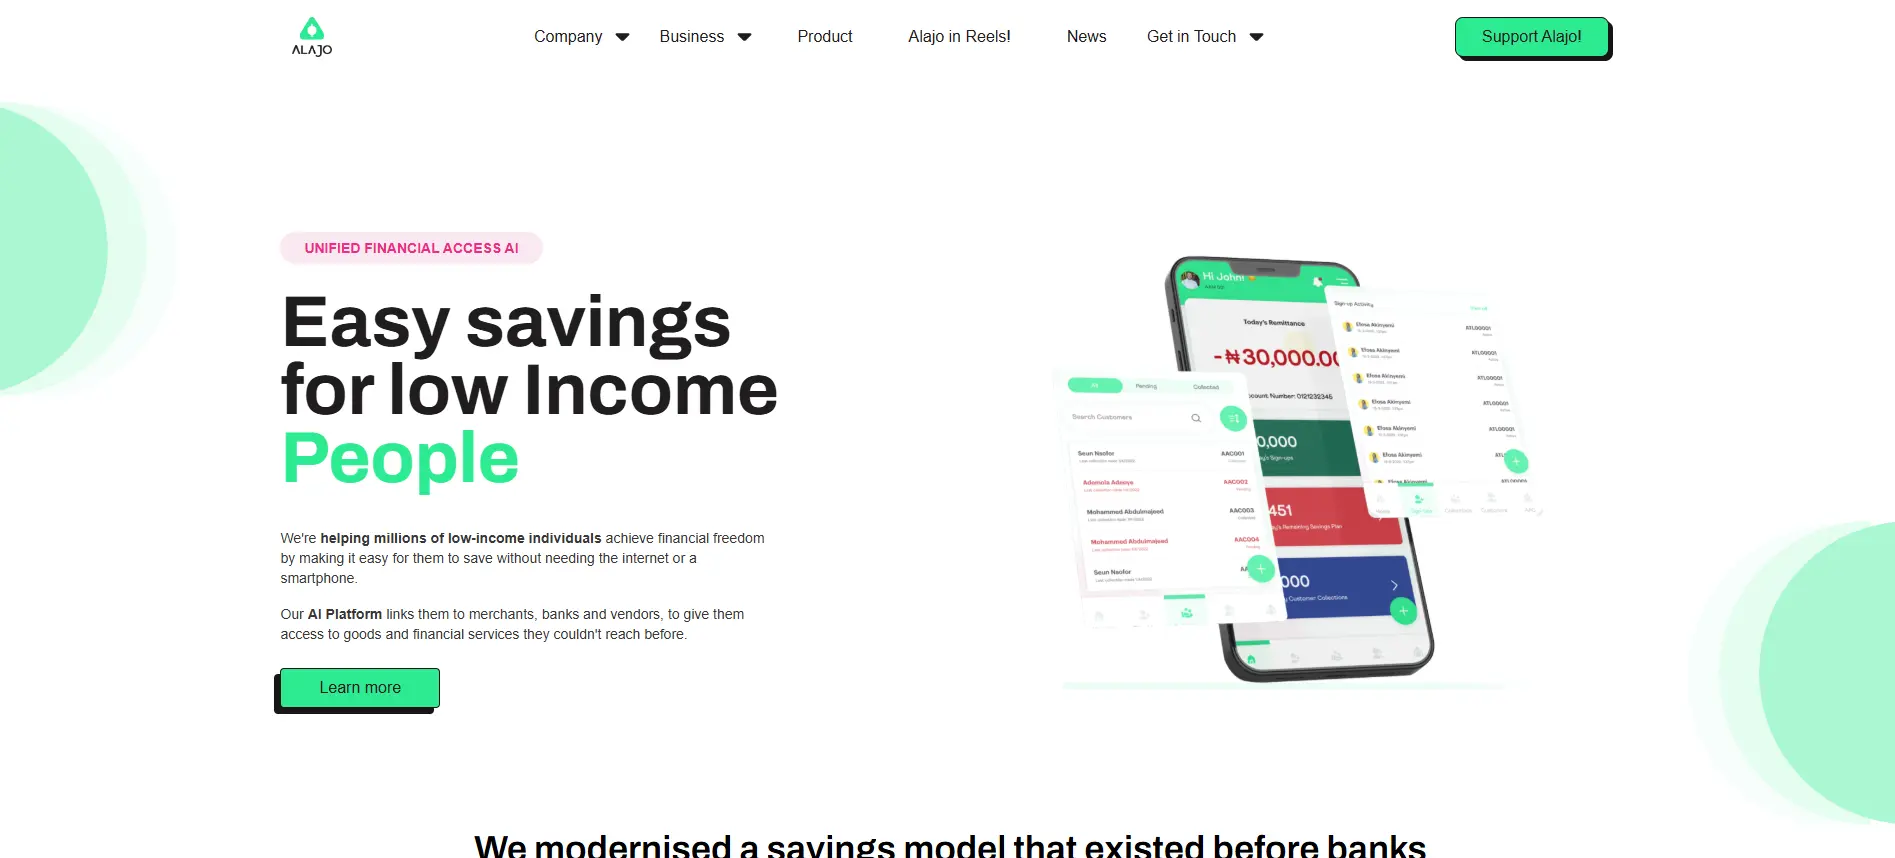 ALAJO
Company
Business
Product
Alajo in Reels!
News
Get in Touch
Support Alajo!
UNIFIED FINANCIAL ACCESS AI
Easy savings
for low Income
People
We're helping millions of low-income individuals achieve financial freedom
by making it easy for them to save without needing the internet or a
smartphone.
Our AI Platform links them to merchants, banks and vendors, to give them
access to goods and financial services they couldn't reach before.
Learn more
Hi John!
Today's Remittance
-₦30,000.00
Account Number: 0121232345
0,000
451
000
Customer Collections
Pending
Collected
Search Customers
Seun Nsofor
AAC001
Ademola Adeoye
AAC002
Mohammed Abdulmajeed
AAC003
Mohammed Abdulmajeed
AAC004
Seun Nsofor
Sign-up Activity
Efosa Akinyemi
ATL00001
Efosa Akinyemi
ATL00001
Efosa Akinyemi
ATL00001
Efosa Akinyemi
ATL00001
Efosa Akinyemi
ATL00001
Efosa Akinyemi
We modernised a savings model that existed before banks